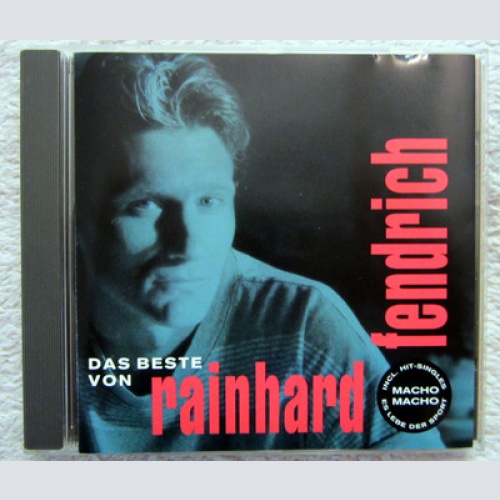 DAS BESTE
VON
rainhard
fendrich
INCL. HIT-SINGLES
MACHO
MACHO
ES LEBE DER SPORT